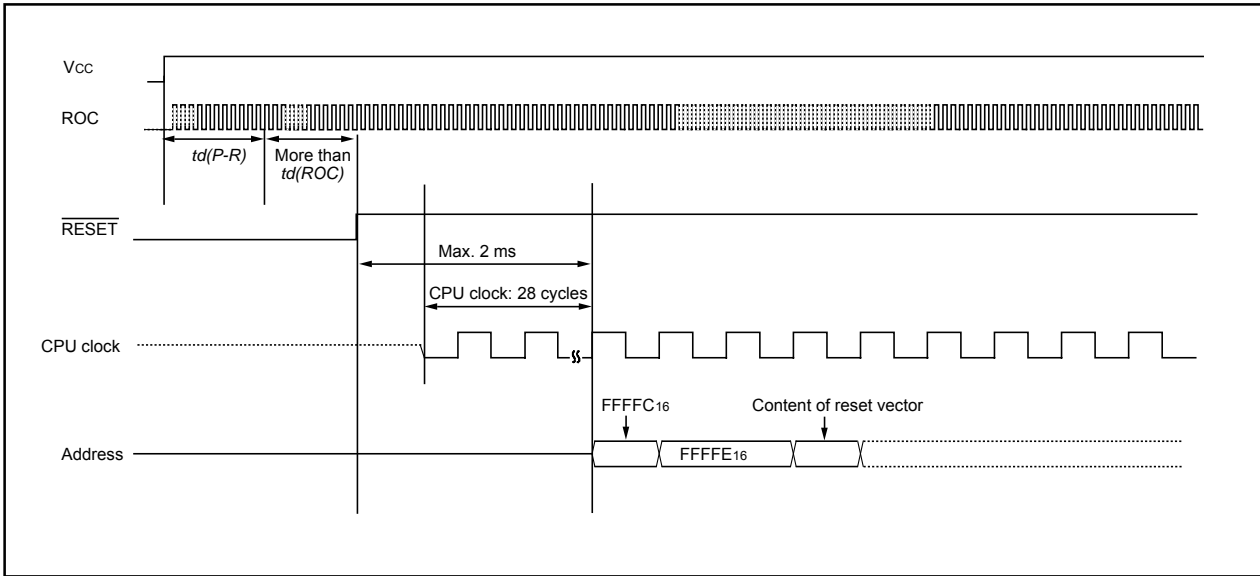 Vcc
ROC
td(P-R)
More than
td(ROC)
RESET
Max. 2 ms
CPU clock: 28 cycles
CPU clock
FFFFC16
Content of reset vector
Address
FFFFE16